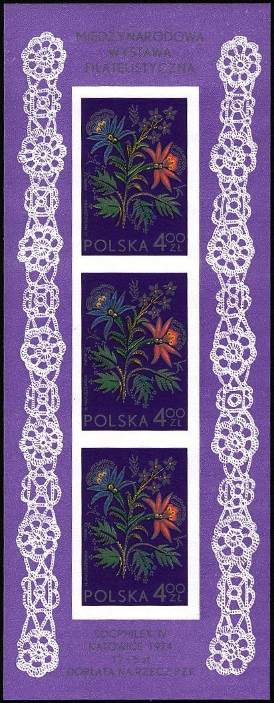 MIĘDZYNARODOWA
WYSTAWA
FILATELISTYCZNA
POLSKA 4.00 ZŁ
POLSKA 4.00 ZŁ
POLSKA 4.00 ZŁ
SOCPHILEX IV
KATOWICE 1974
DOPŁATA NA RZECZ PZF